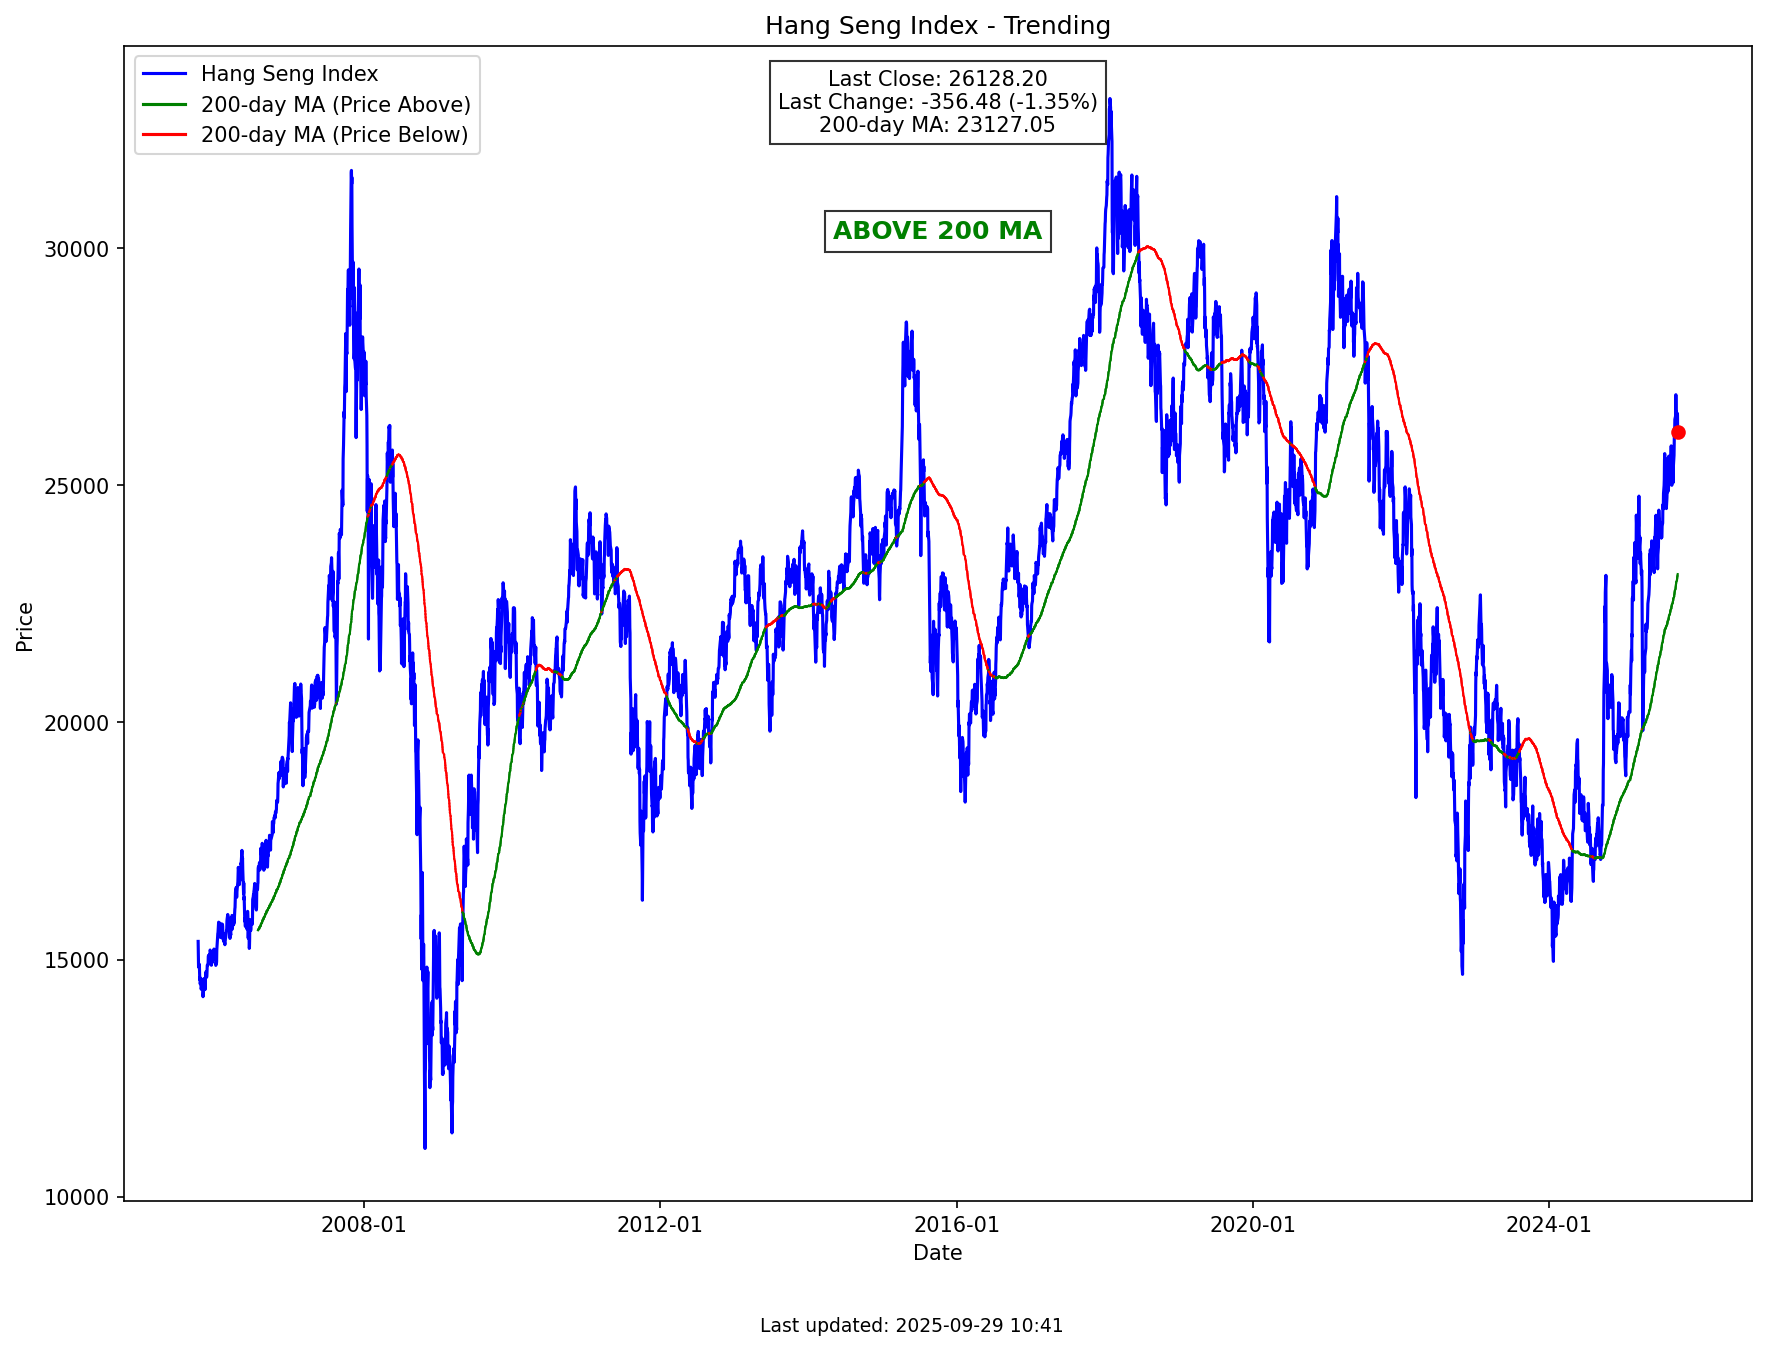 Hang Seng Index - Trending
Hang Seng Index
200-day MA (Price Above)
200-day MA (Price Below)
Last Close: 26128.20
Last Change: -356.48 (-1.35%)
200-day MA: 23127.05
ABOVE 200 MA
30000
25000
20000
15000
10000
Price
2008-01
2012-01
2016-01
2020-01
2024-01
Date
Last updated: 2025-09-29 10:41